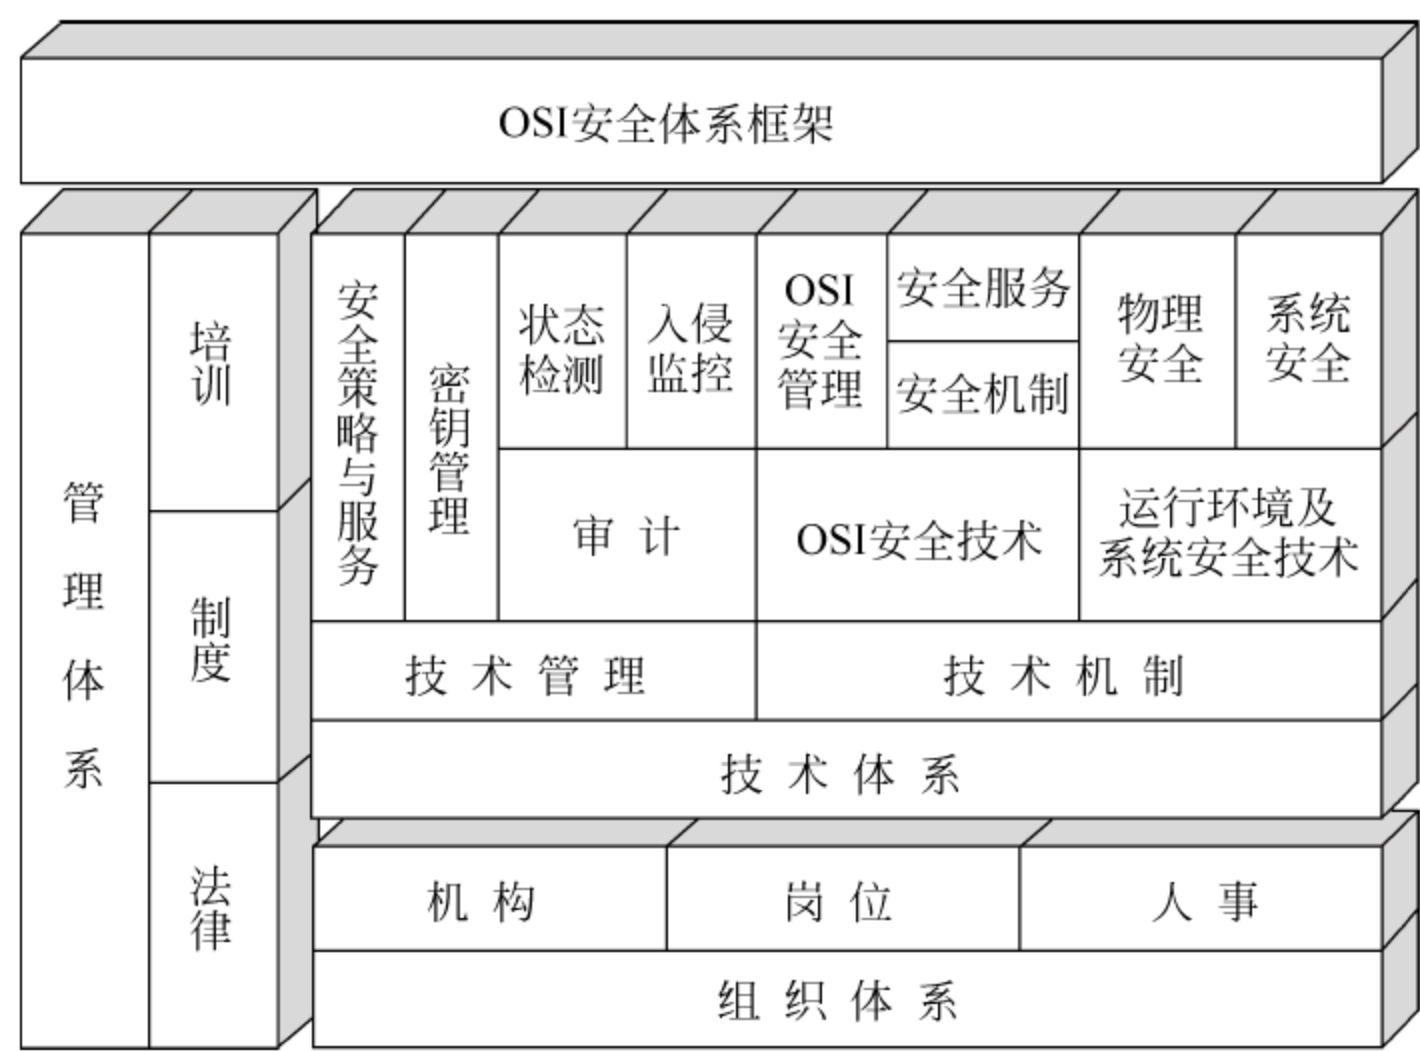 OSI安全体系框架
管理体系
培训
制度
法律
安全策略与服务
密钥管理
状态
检测
入侵
监控
审计
OSI
安全
管理
安全服务
安全机制
OSI安全技术
物理
安全
系统
安全
运行环境及
系统安全技术
技术管理
技术机制
技术体系
机构
岗位
人事
组织体系